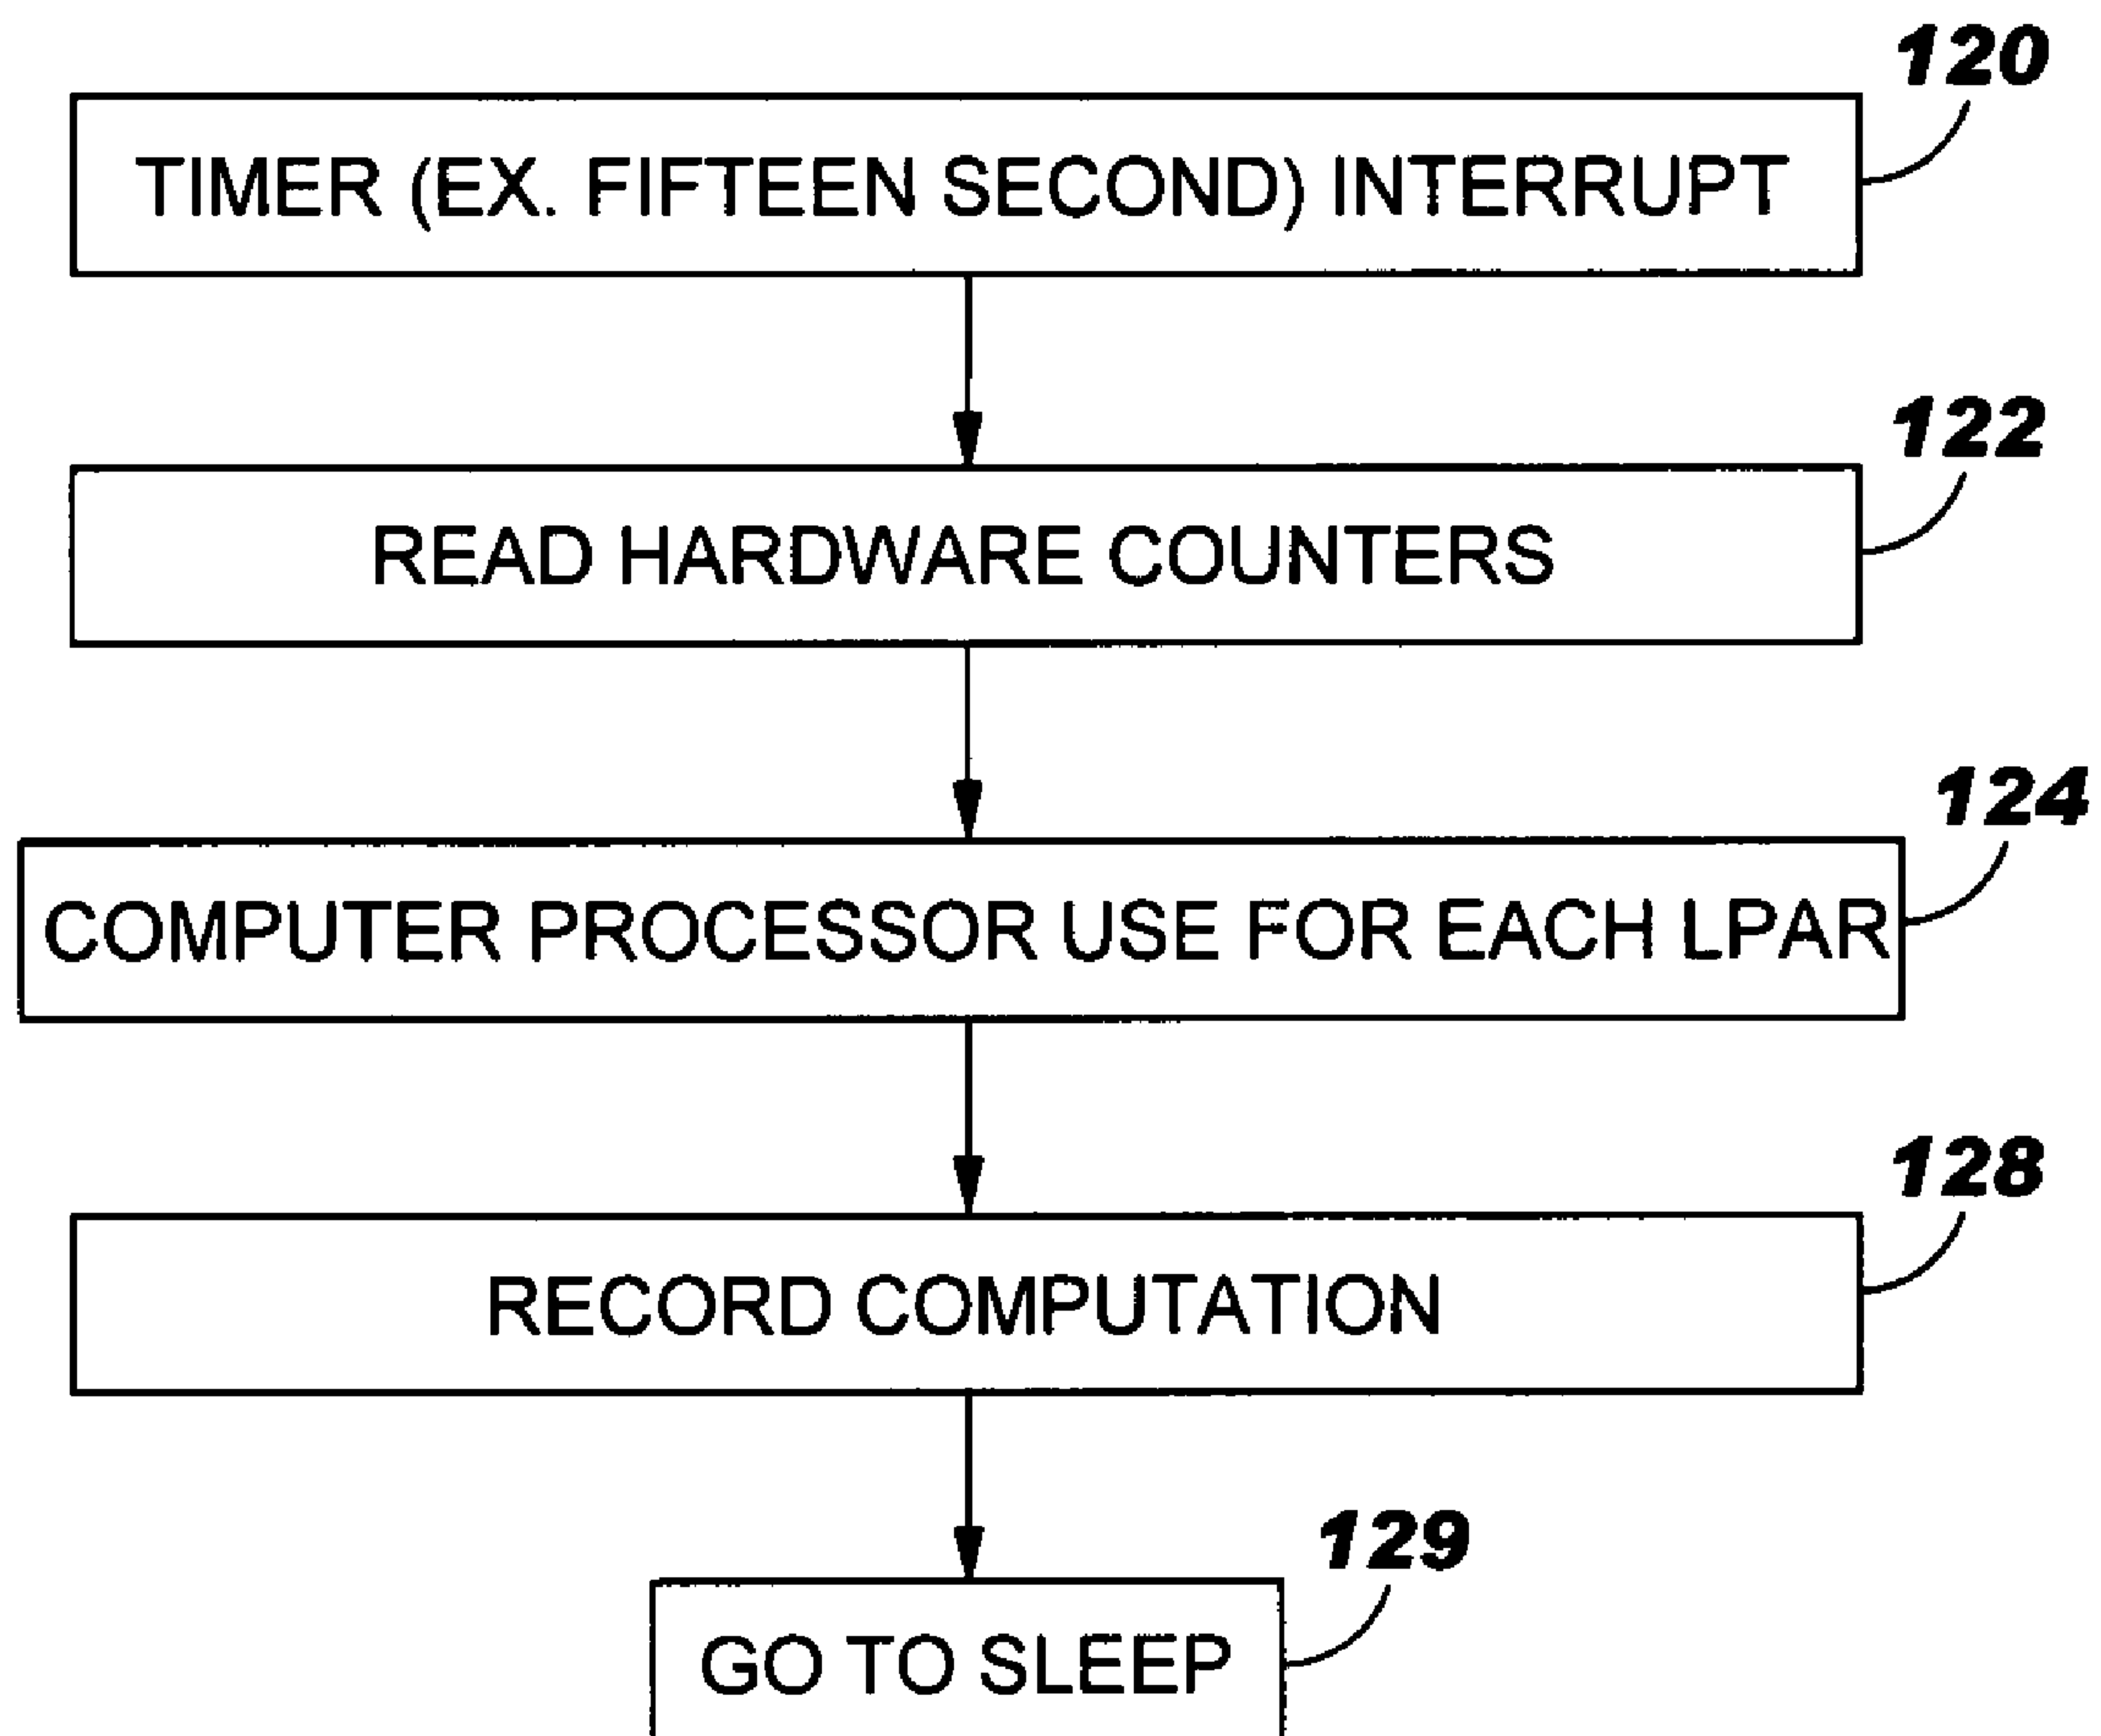 120
TIMER (EX. FIFTEEN SECOND) INTERRUPT
122
READ HARDWARE COUNTERS
124
COMPUTER PROCESSOR USE FOR EACH LPAR
128
RECORD COMPUTATION
129
GO TO SLEEP